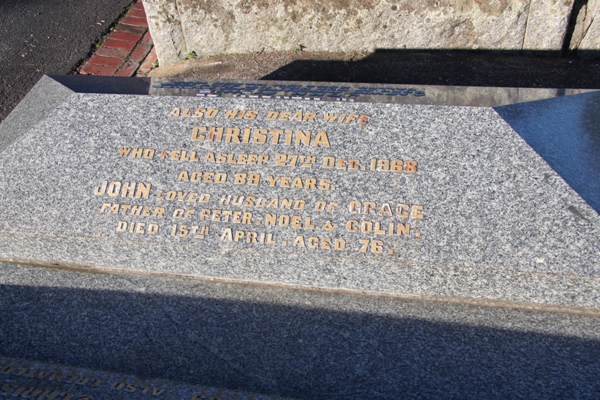 ALSO HIS DEAR WIFE
CHRISTINA
WHO FELL ASLEEP 27TH DEC. 1968
AGED 88 YEARS.
JOHN LOVED HUSBAND OF GRACE
FATHER OF PETER, NOEL & COLIN.
DIED 15TH APRIL, AGED 76